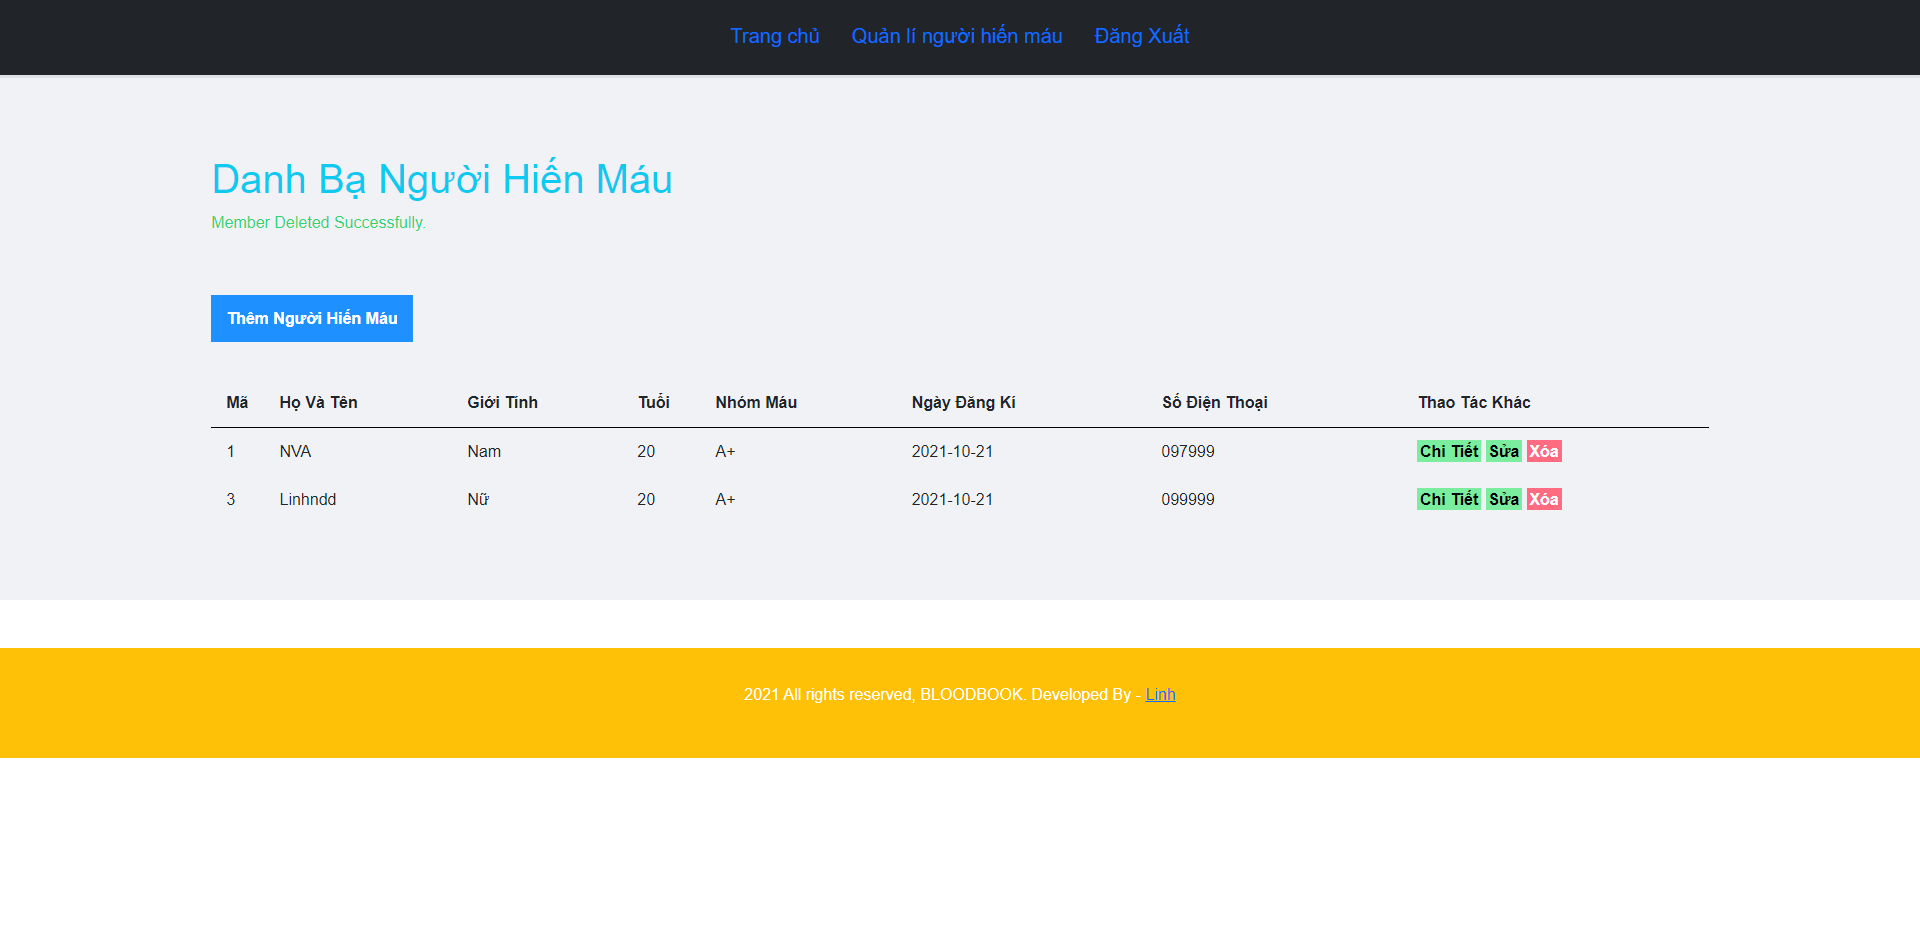 Trang chủ Quản lí người hiến máu Đăng Xuất
Danh Bạ Người Hiến Máu
Member Deleted Successfully.
Thêm Người Hiến Máu
Mã Họ Và Tên Giới Tính Tuổi Nhóm Máu Ngày Đăng Kí Số Điện Thoại Thao Tác Khác
1 NVA Nam 20 A+ 2021-10-21 097999 Chi Tiết Sửa Xóa
3 Linhndd Nữ 20 A+ 2021-10-21 099999 Chi Tiết Sửa Xóa
2021 All rights reserved, BLOODBOOK. Developed By - Linh